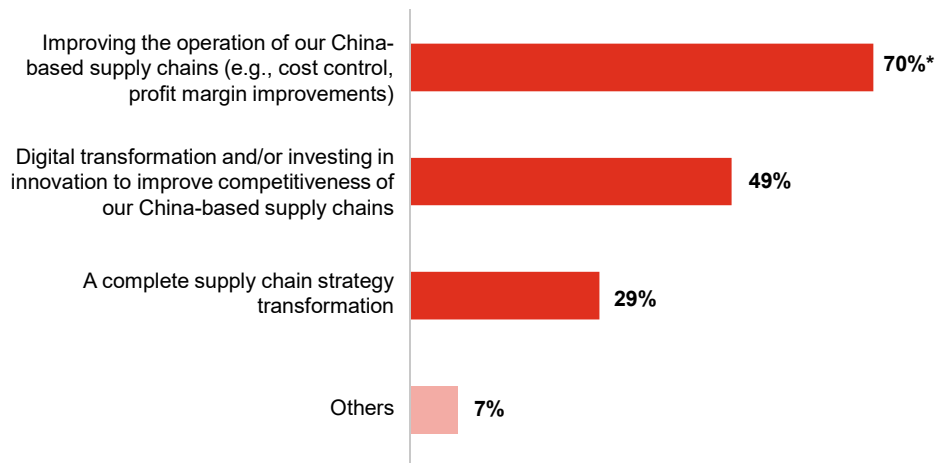 Improving the operation of our China-
based supply chains (e.g., cost control,
profit margin improvements)
70%*
Digital transformation and/or investing in
innovation to improve competitiveness of
our China-based supply chains
49%
A complete supply chain strategy
transformation
29%
Others
7%